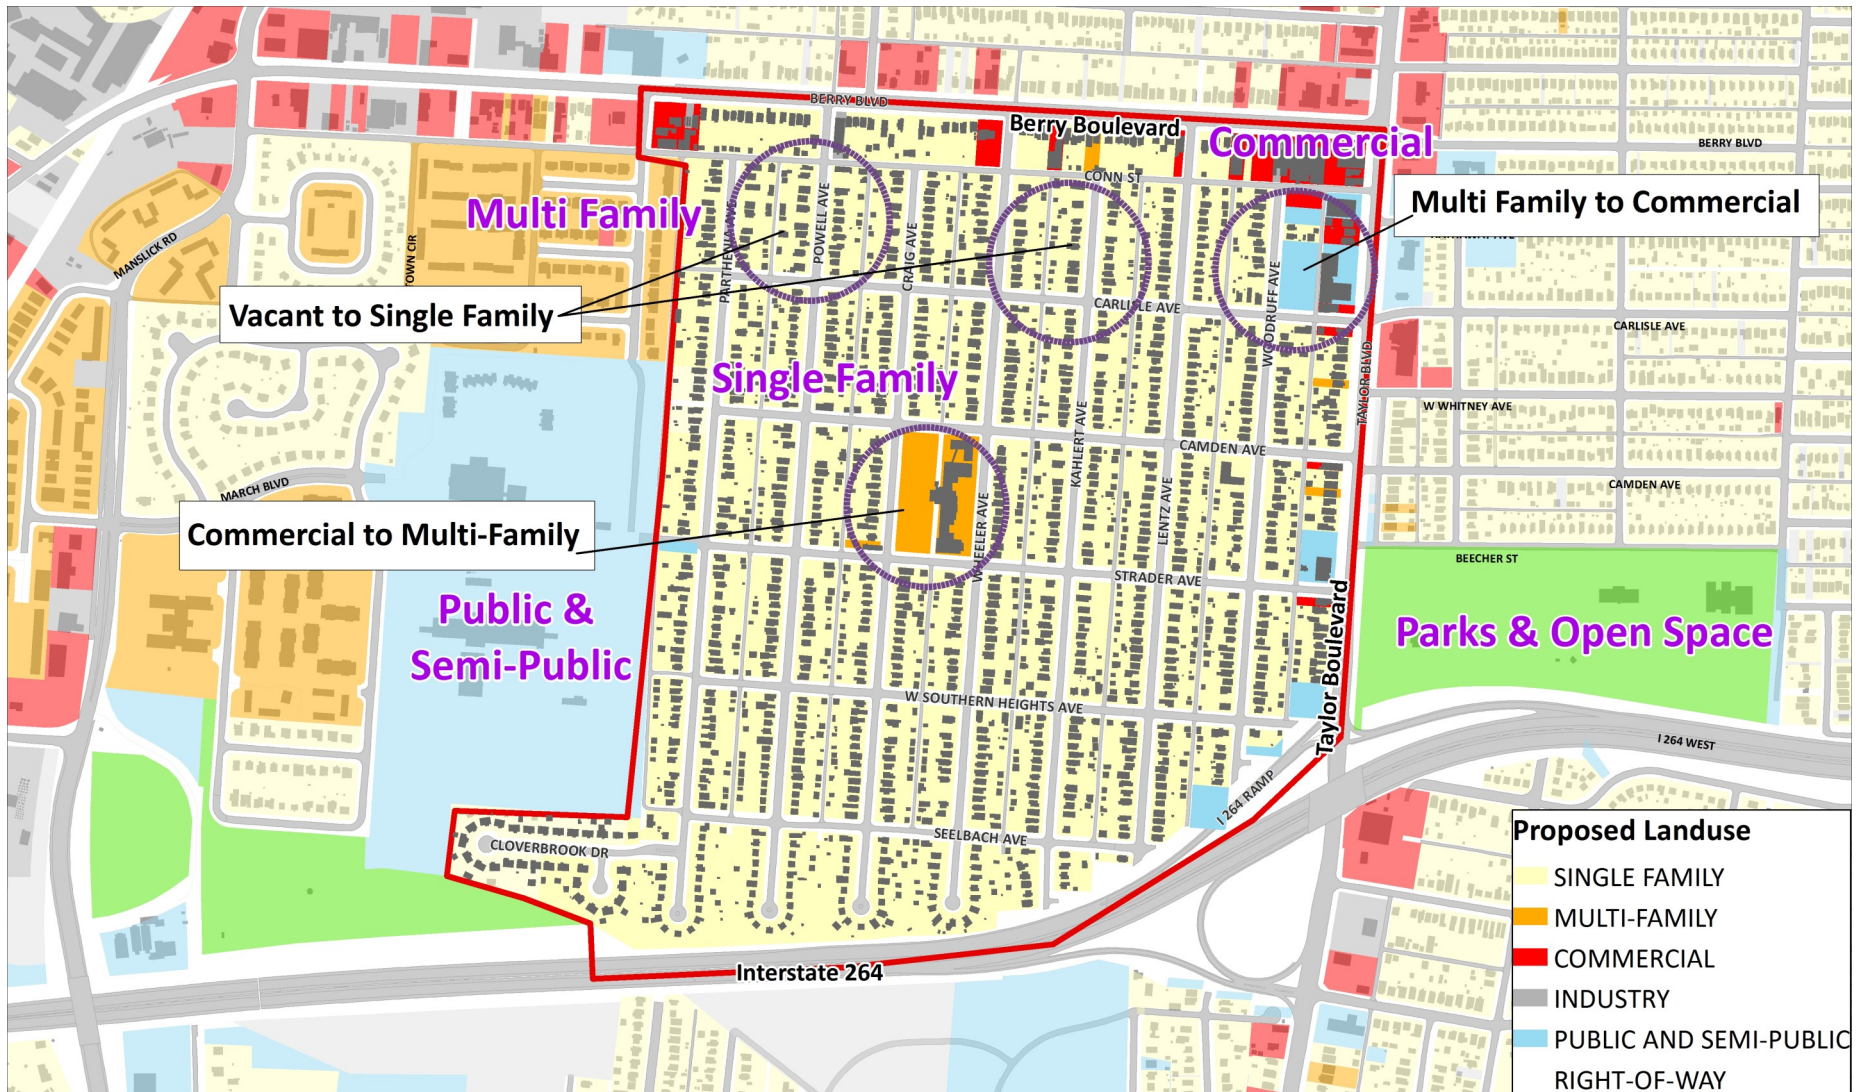 BERRY BLVD
Berry Boulevard
Commercial
BERRY BLVD
CONN ST
Multi Family
Multi Family to Commercial
MANSLICK RD
TOWN CIR
PARTHENIA AVE
POWELL AVE
CRAIG AVE
WOODRUFF AVE
Vacant to Single Family
CARLISLE AVE
CARLISLE AVE
TAYLOR BLVD
Single Family
W WHITNEY AVE
KAHLERT AVE
CAMDEN AVE
CAMDEN AVE
MARCH BLVD
LENTZ AVE
WHEELER AVE
Commercial to Multi-Family
BEECHER ST
STRADER AVE
Public &
Semi-Public
Parks & Open Space
Taylor Boulevard
W SOUTHERN HEIGHTS AVE
I 264 WEST
I 264 RAMP
SEELBACH AVE
CLOVERBROOK DR
Interstate 264
Proposed Landuse
SINGLE FAMILY
MULTI-FAMILY
COMMERCIAL
INDUSTRY
PUBLIC AND SEMI-PUBLIC
RIGHT-OF-WAY